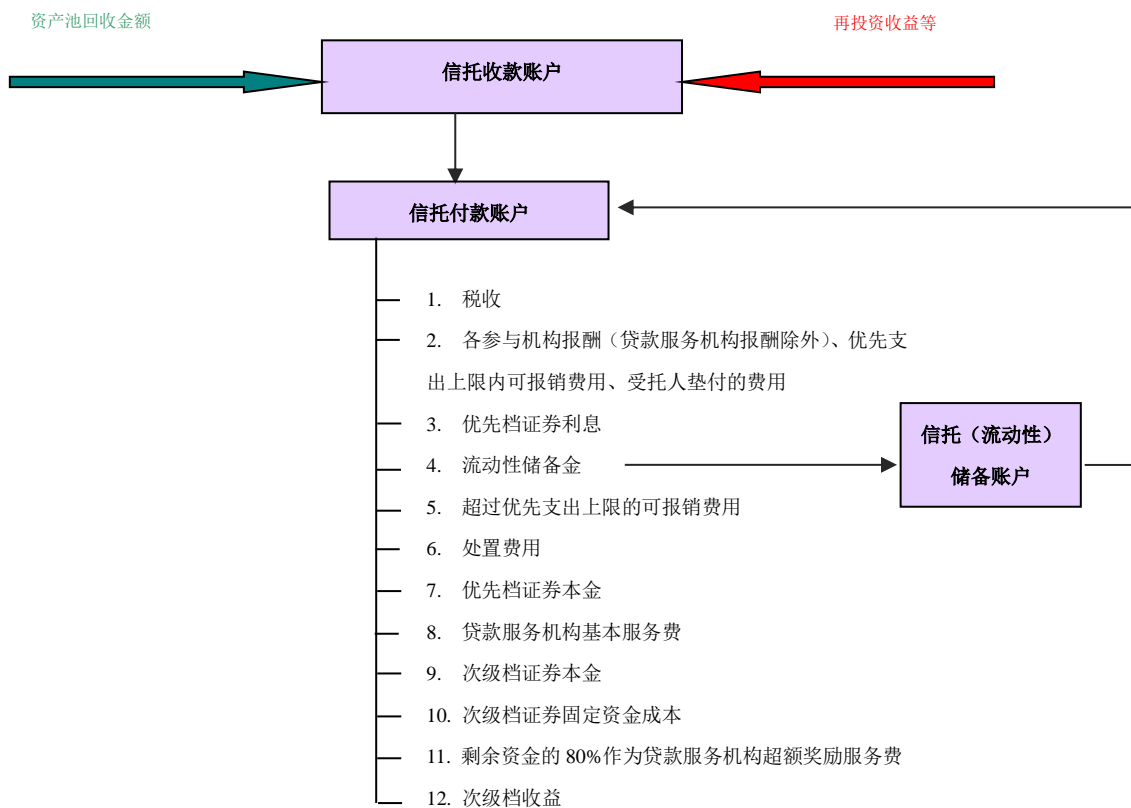 资产池回收金额
再投资收益等
信托收款账户
信托付款账户
1. 税收
2. 各参与机构报酬（贷款服务机构报酬除外）、优先支
出上限内可报销费用、受托人垫付的费用
3. 优先档证券利息
4. 流动性储备金
信托（流动性）
储备账户
5. 超过优先支出上限的可报销费用
6. 处置费用
7. 优先档证券本金
8. 贷款服务机构基本服务费
9. 次级档证券本金
10. 次级档证券固定资金成本
11. 剩余资金的 80%作为贷款服务机构超额奖励服务费
12. 次级档收益